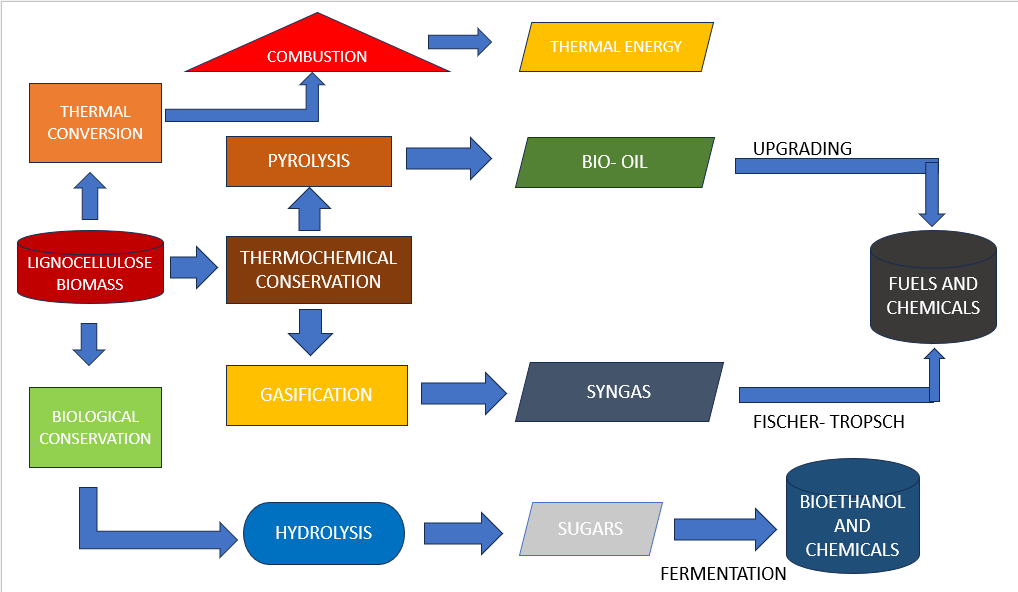 COMBUSTION
THERMAL ENERGY
THERMAL
CONVERSION
PYROLYSIS
BIO- OIL
UPGRADING
LIGNOCELLULOSE
BIOMASS
THERMOCHEMICAL
CONSERVATION
FUELS AND
CHEMICALS
GASIFICATION
SYNGAS
FISCHER- TROPSCH
BIOLOGICAL
CONSERVATION
HYDROLYSIS
SUGARS
FERMENTATION
BIOETHANOL
AND
CHEMICALS